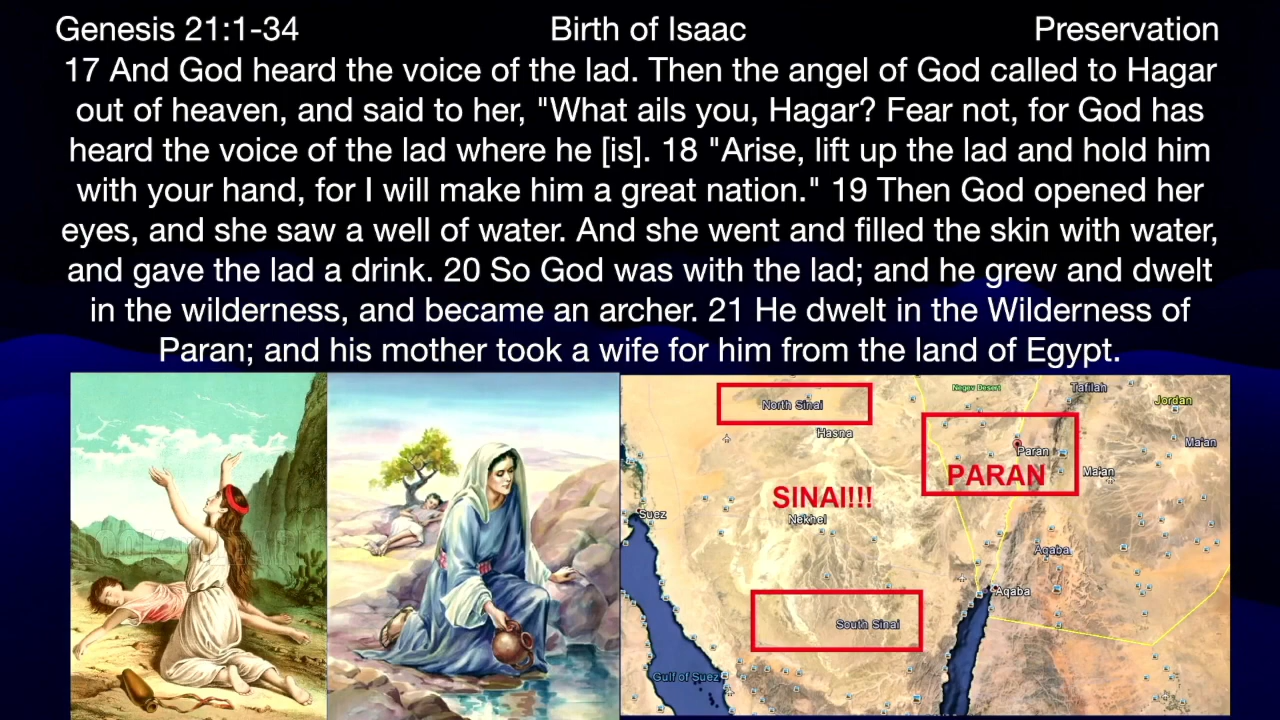 Genesis 21:1-34 Birth of Isaac Preservation
17 And God heard the voice of the lad. Then the angel of God called to Hagar
out of heaven, and said to her, "What ails you, Hagar? Fear not, for God has
heard the voice of the lad where he [is]. 18 "Arise, lift up the lad and hold him
with your hand, for I will make him a great nation." 19 Then God opened her
eyes, and she saw a well of water. And she went and filled the skin with water,
and gave the lad a drink. 20 So God was with the lad; and he grew and dwelt
in the wilderness, and became an archer. 21 He dwelt in the Wilderness of
Paran; and his mother took a wife for him from the land of Egypt.
Negev Desert
Tafilah
North Sinai
Jordan
Hasna
Ma'an
Paran
PARAN
Ma'an
SINAI!!!
Suez
Nekhel
Aqaba
Aqaba
South Sinai
Gulf of Suez